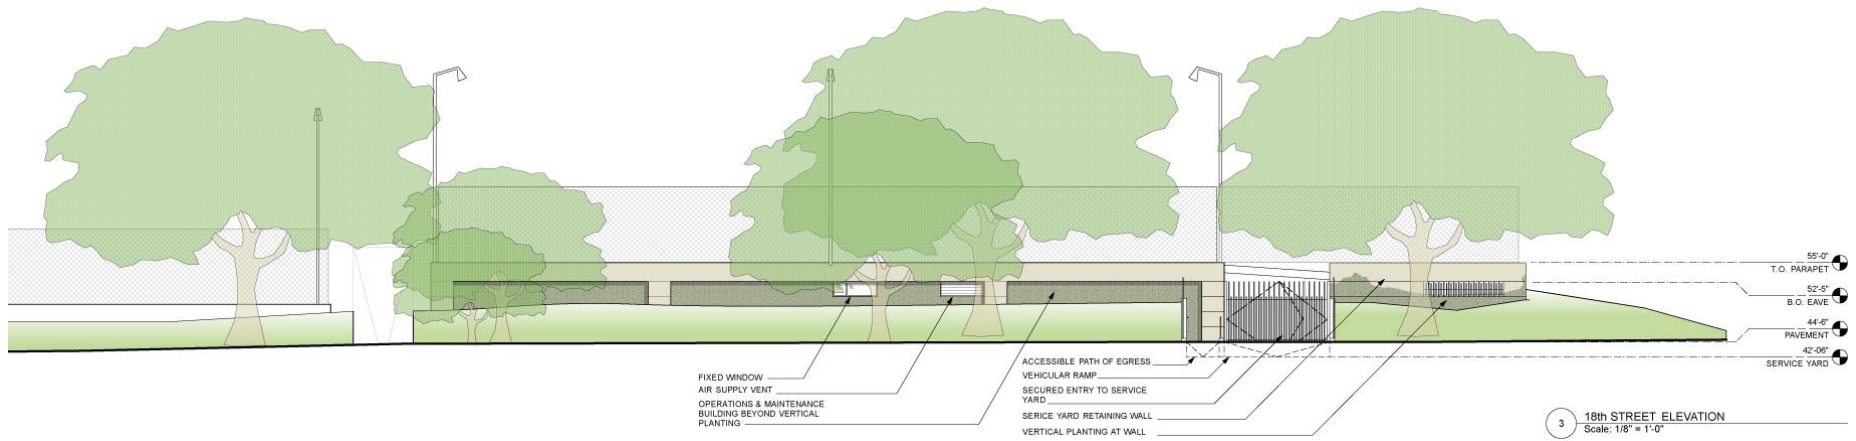 55'-0"
T.O. PARAPET
52'-5"
B.O. EAVE
44'-6"
PAVEMENT
42'-06"
SERVICE YARD
FIXED WINDOW
AIR SUPPLY VENT
OPERATIONS & MAINTENANCE
BUILDING BEYOND VERTICAL
PLANTING
ACCESSIBLE PATH OF EGRESS
VEHICULAR RAMP
SECURED ENTRY TO SERVICE
YARD
SERICE YARD RETAINING WALL
VERTICAL PLANTING AT WALL
3
18th STREET ELEVATION
Scale: 1/8" = 1'-0"